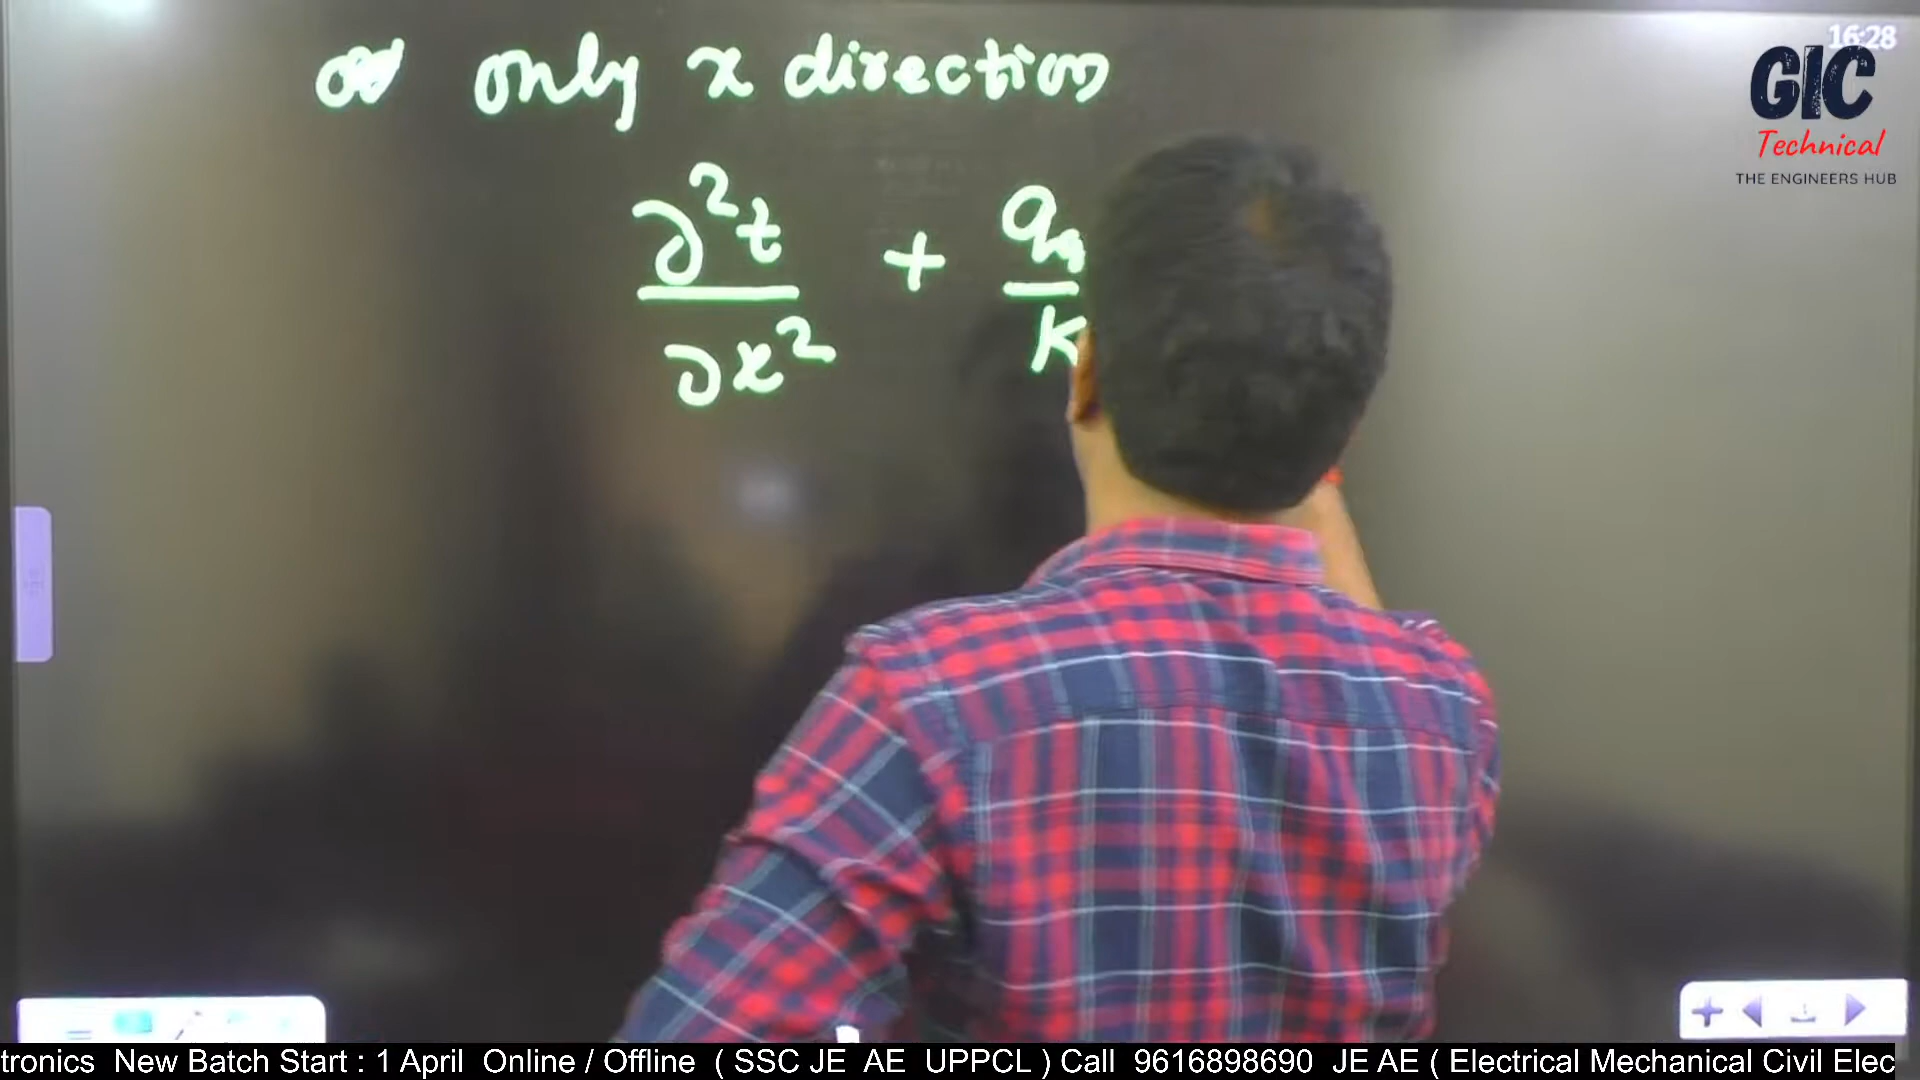 only x direction
16:28
GIC
Technical
THE ENGINEERS HUB
∂²t
∂x²
+
K
tronics New Batch Start : 1 April Online / Offline ( SSC JE AE UPPCL ) Call 9616898690 JE AE ( Electrical Mechanical Civil Elec